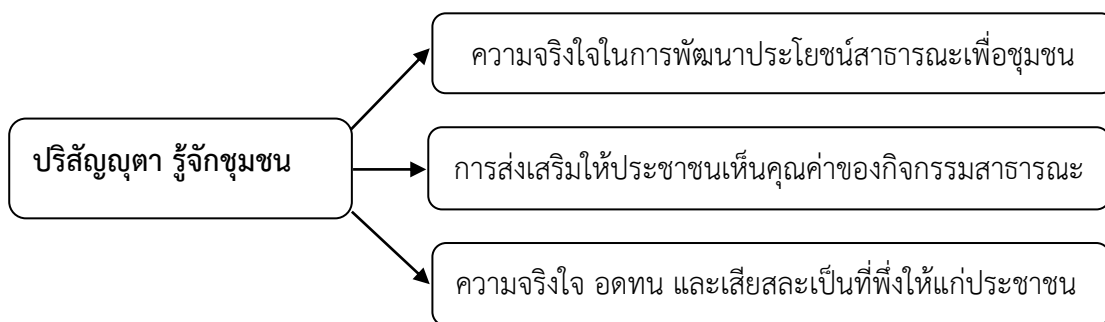 ความจริงใจในการพัฒนาประโยชน์สาธารณะเพื่อชุมชน
ปริสัญญุตา รู้จักชุมชน
การส่งเสริมให้ประชาชนเห็นคุณค่าของกิจกรรมสาธารณะ
ความจริงใจ อดทน และเสียสละเป็นที่พึ่งให้แก่ประชาชน